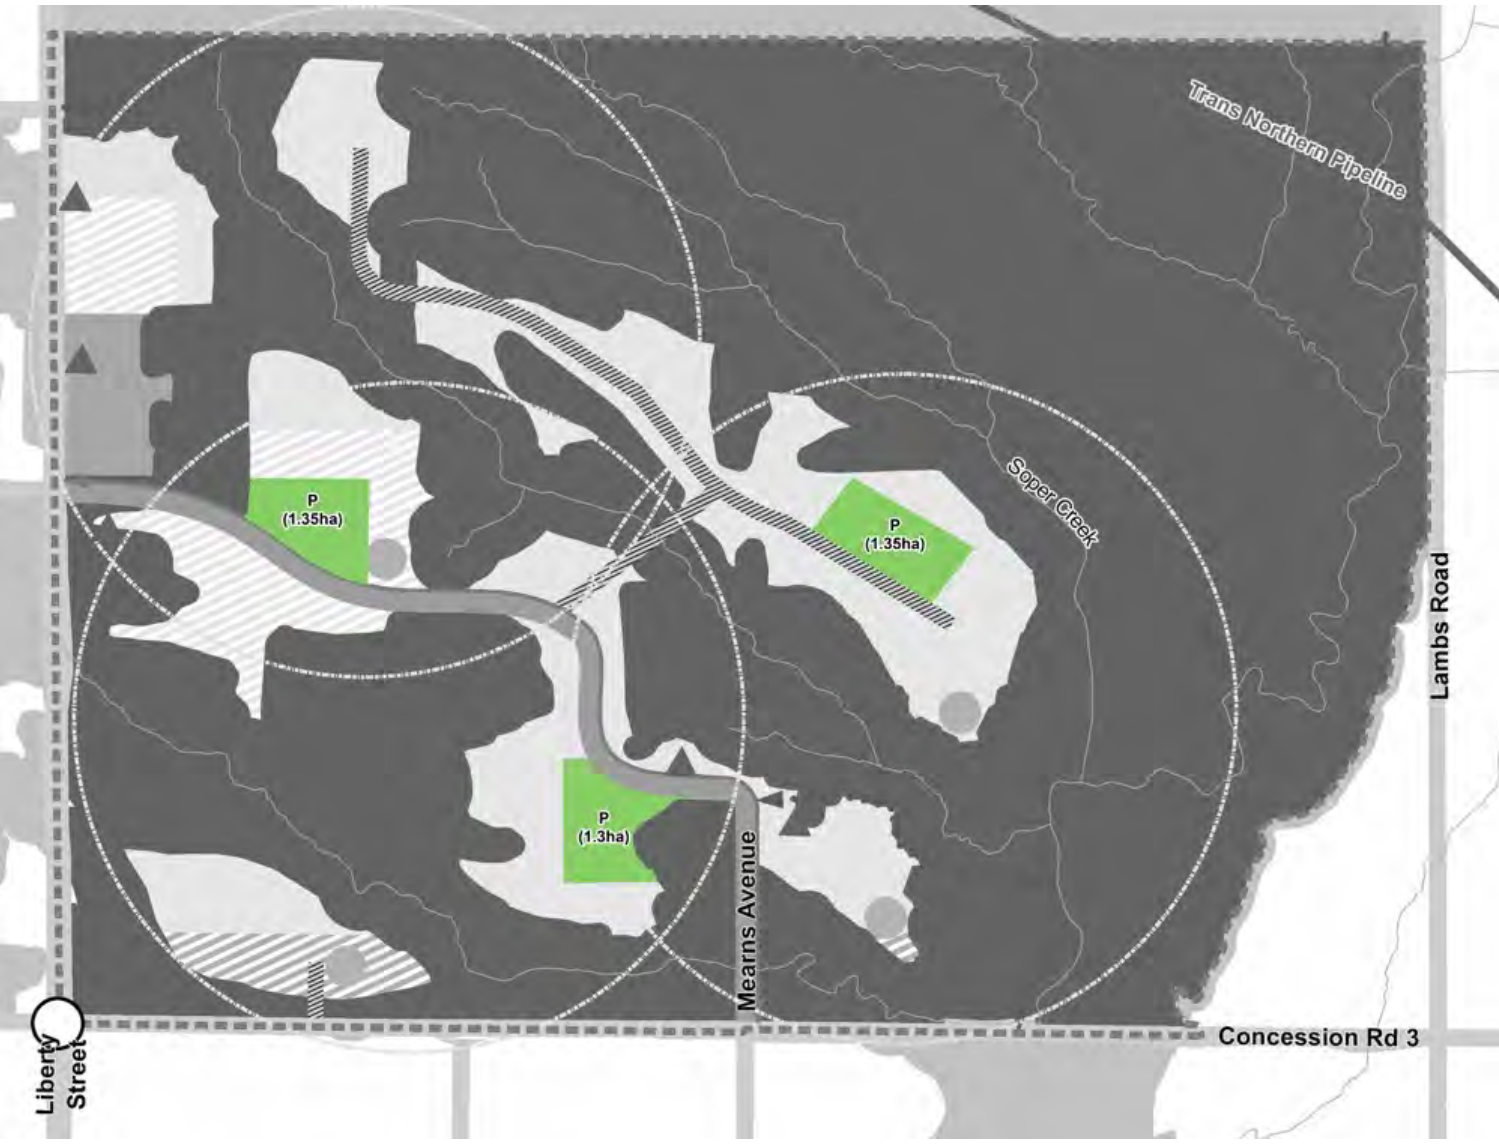 Trans Northern Pipeline
Soper Creek
P
(1.35ha)
P
(1.35ha)
P
(1.3ha)
Lambs Road
Mearns Avenue
Concession Rd 3
Liberty
Street